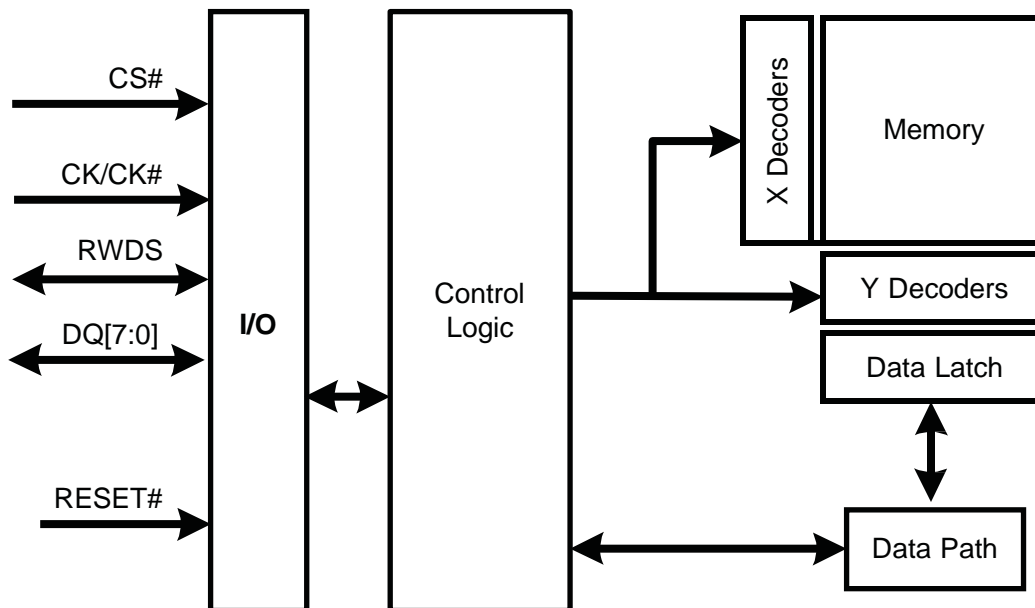 CS#
CK/CK#
RWDS
DQ[7:0]
RESET#
I/O
Control
Logic
X Decoders
Memory
Y Decoders
Data Latch
Data Path